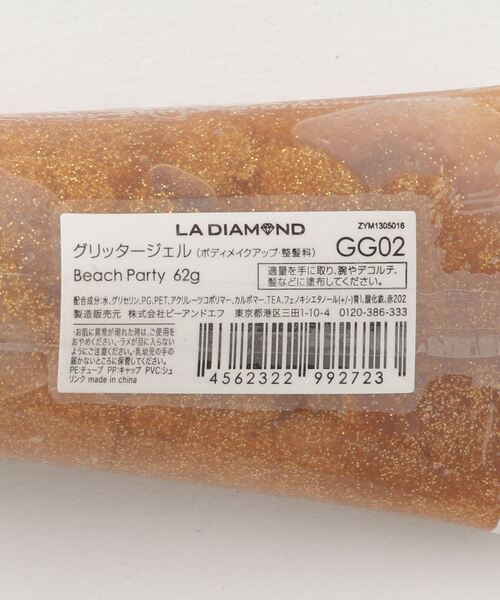 LA DIAMOND
ZYM1305016
グリッタージェル (ボディメイクアップ・整髪料) GG02
Beach Party 62g
適量を手に取り、腕やデコルテ、
髪などに塗布してください。
配合成分:水,グリセリン,PG,PET,アクリレーツコポリマー,カルボマー,TEA,フェノキシエタノール(+/-)青1,酸化鉄,赤202
製造販売元 株式会社ビーアンドエフ 東京都港区三田1-10-4 0120-386-333
・お肌に異常が現れた時は、ご使用を
おやめください。・ラメが目に入らない
ようにご注意ください。乳幼児の手の
届かないところに保管してください。
PE:チューブ PP:キャップ PVC:シュ
リンク made in china
4562322 992723